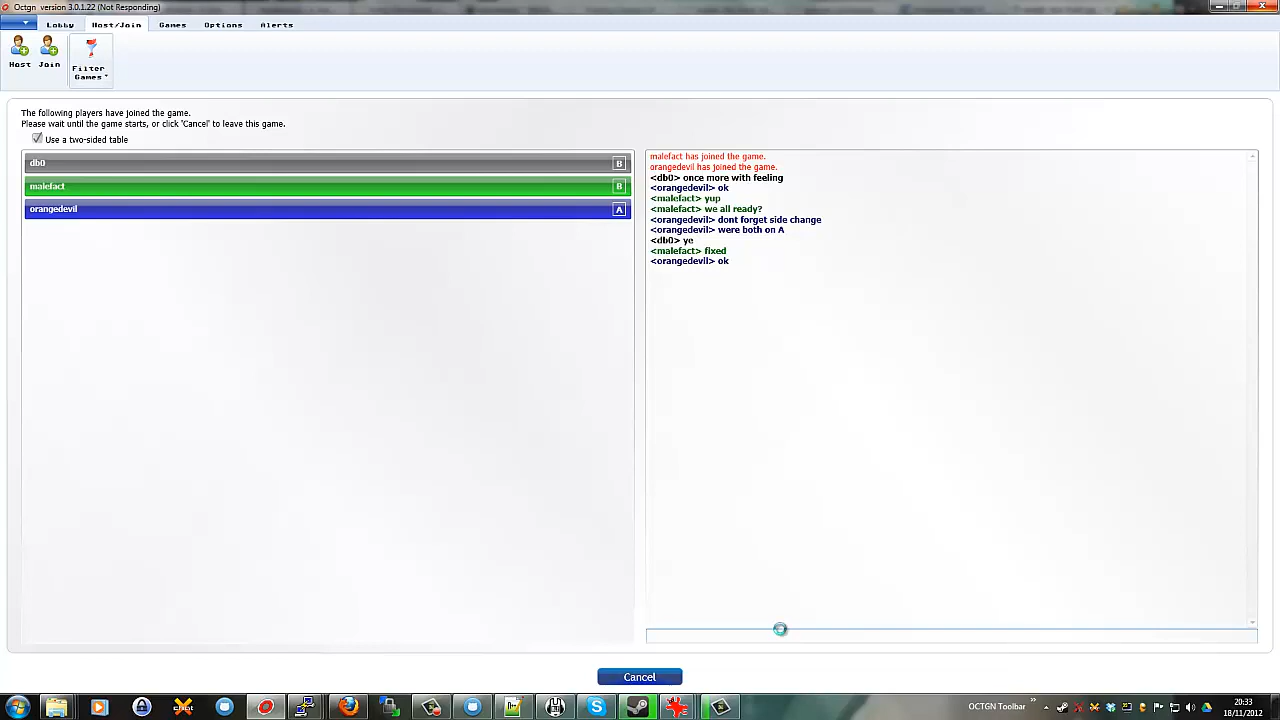 Octgn version 3.0.1.22 (Not Responding)
Lobby Host/Join Games Options Alerts
Host Join Filter Games
The following players have joined the game.
Please wait until the game starts, or click 'Cancel' to leave this game.
Use a two-sided table
db0 B
malefact B
orangedevil A
malefact has joined the game.
orangedevil has joined the game.
<db0> once more with feeling
<orangedevil> ok
<malefact> yup
<malefact> we all ready?
<orangedevil> dont forget side change
<orangedevil> were both on A
<db0> ye
<malefact> fixed
<orangedevil> ok
Cancel
OCTGN Toolbar
20:33
18/11/2012